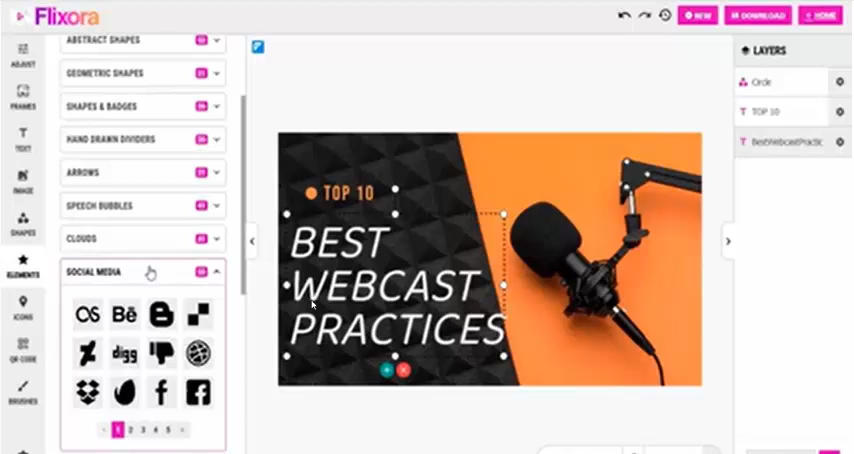 Flixora
NEW
DOWNLOAD
HOME
ADJUST
FRAMES
TEXT
IMAGE
SHAPES
ELEMENTS
ICONS
QR CODE
BRUSHES
ABSTRACT SHAPES
GEOMETRIC SHAPES
SHAPES & BADGES
HAND DRAWN DIVIDERS
ARROWS
SPEECH BUBBLES
CLOUDS
SOCIAL MEDIA
Bē
digg
1 2 3 4 5
TOP 10
BEST
WEBCAST
PRACTICES
LAYERS
Circle
TOP 10
BestWebcastPractic